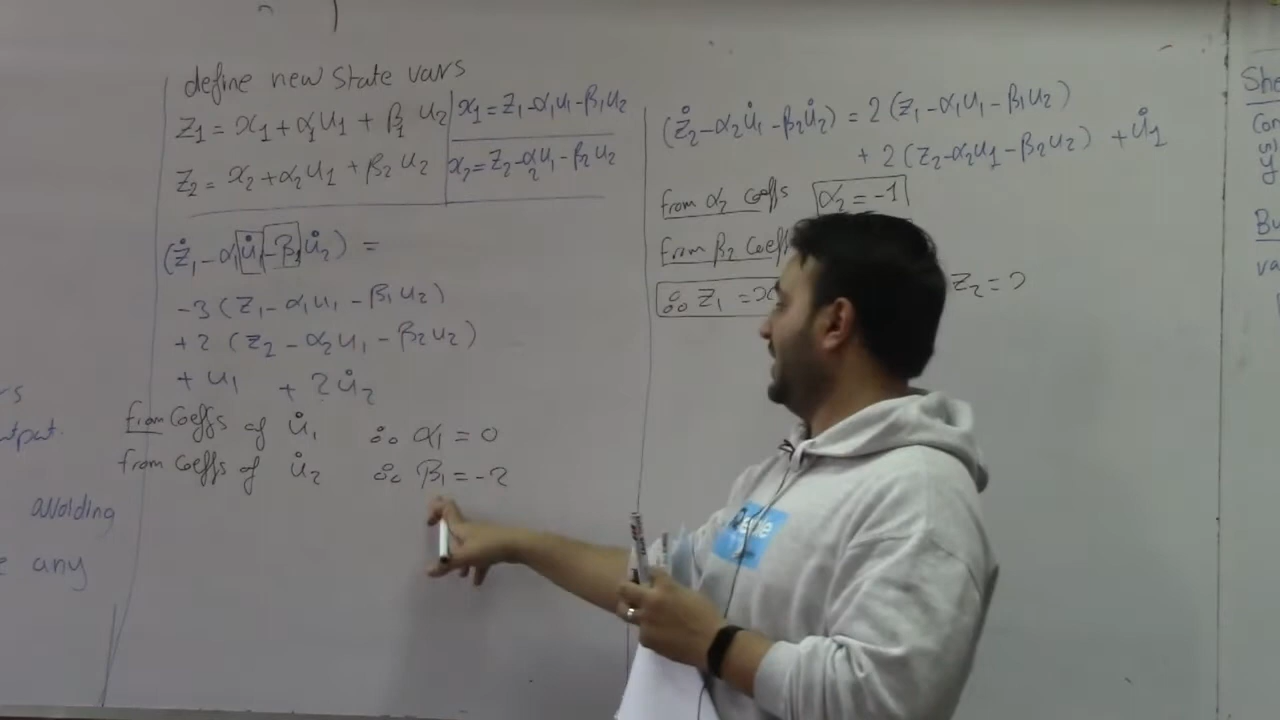 define new state vars
z₁ = x₁ + α₁u₁ + β₁ u₂
z₂ = x₂ + α₂u₁ + β₂ u₂
x₁ = z₁ - α₁u₁ - β₁u₂
x₂ = z₂ - α₂u₁ - β₂u₂
(ż₁ - α₁u̇₁ - β₁u̇₂) =
-3 (z₁ - α₁u₁ - β₁u₂)
+ 2 (z₂ - α₂u₁ - β₂u₂)
+ u₁ + 2u̇₂
from coeffs of u̇₁ ∴ α₁ = 0
from coeffs of u̇₂ ∴ β₁ = -2
(ż₂ - α₂u̇₁ - β₂u̇₂) = 2 (z₁ - α₁u₁ - β₁u₂)
+ 2 (z₂ - α₂u₁ - β₂u₂) + u̇₁
from α₂ coeffs α₂ = -1
from β₂ coeffs
∴ z₁ = x
z₂ =
avoiding
any